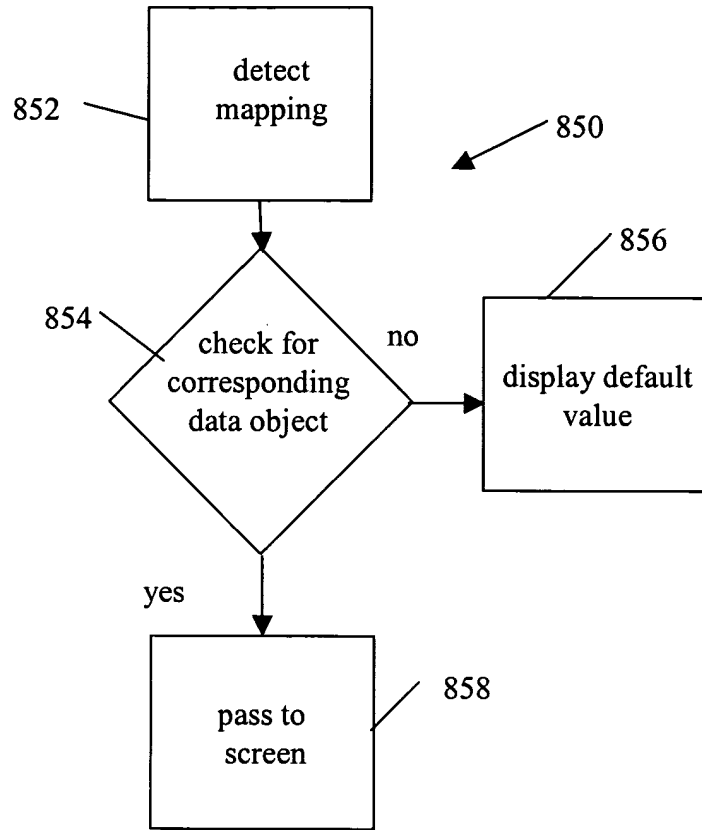 detect
mapping
852
850
856
854
check for
corresponding
data object
no
display default
value
yes
pass to
screen
858